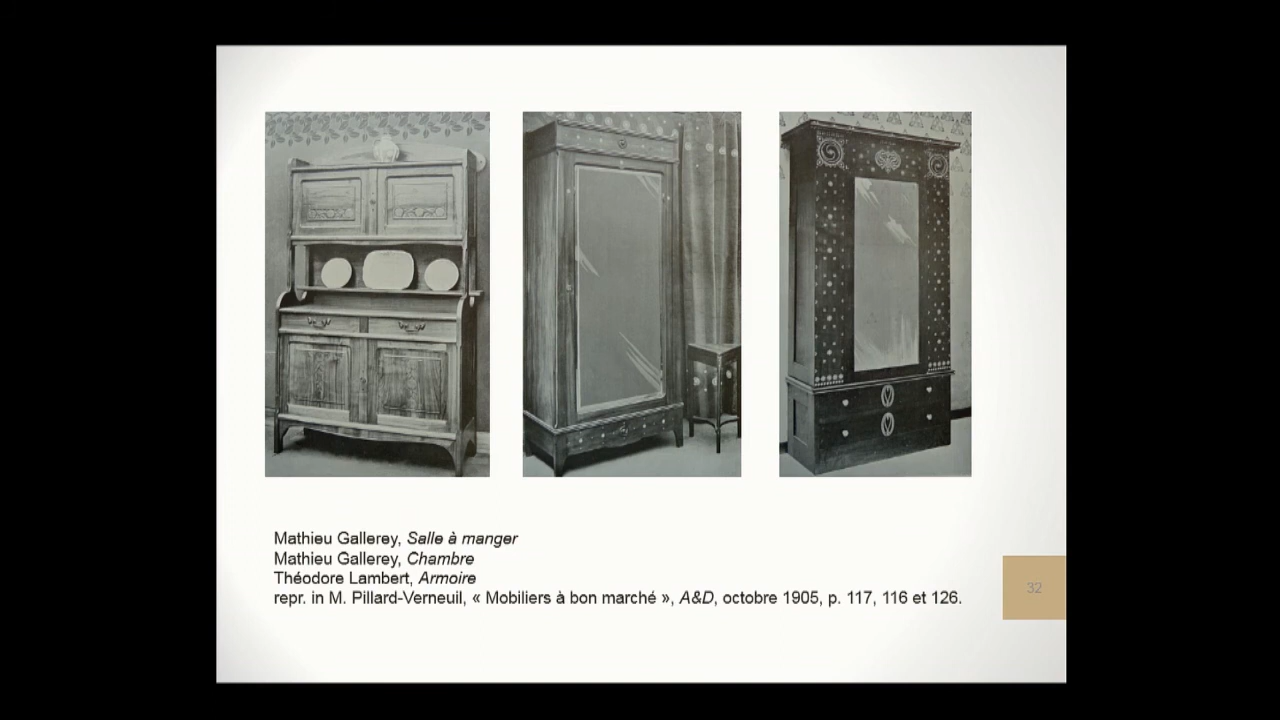 Mathieu Gallerey, Salle à manger
Mathieu Gallerey, Chambre
Théodore Lambert, Armoire
repr. in M. Pillard-Verneuil, « Mobiliers à bon marché », A&D, octobre 1905, p. 117, 116 et 126.
32